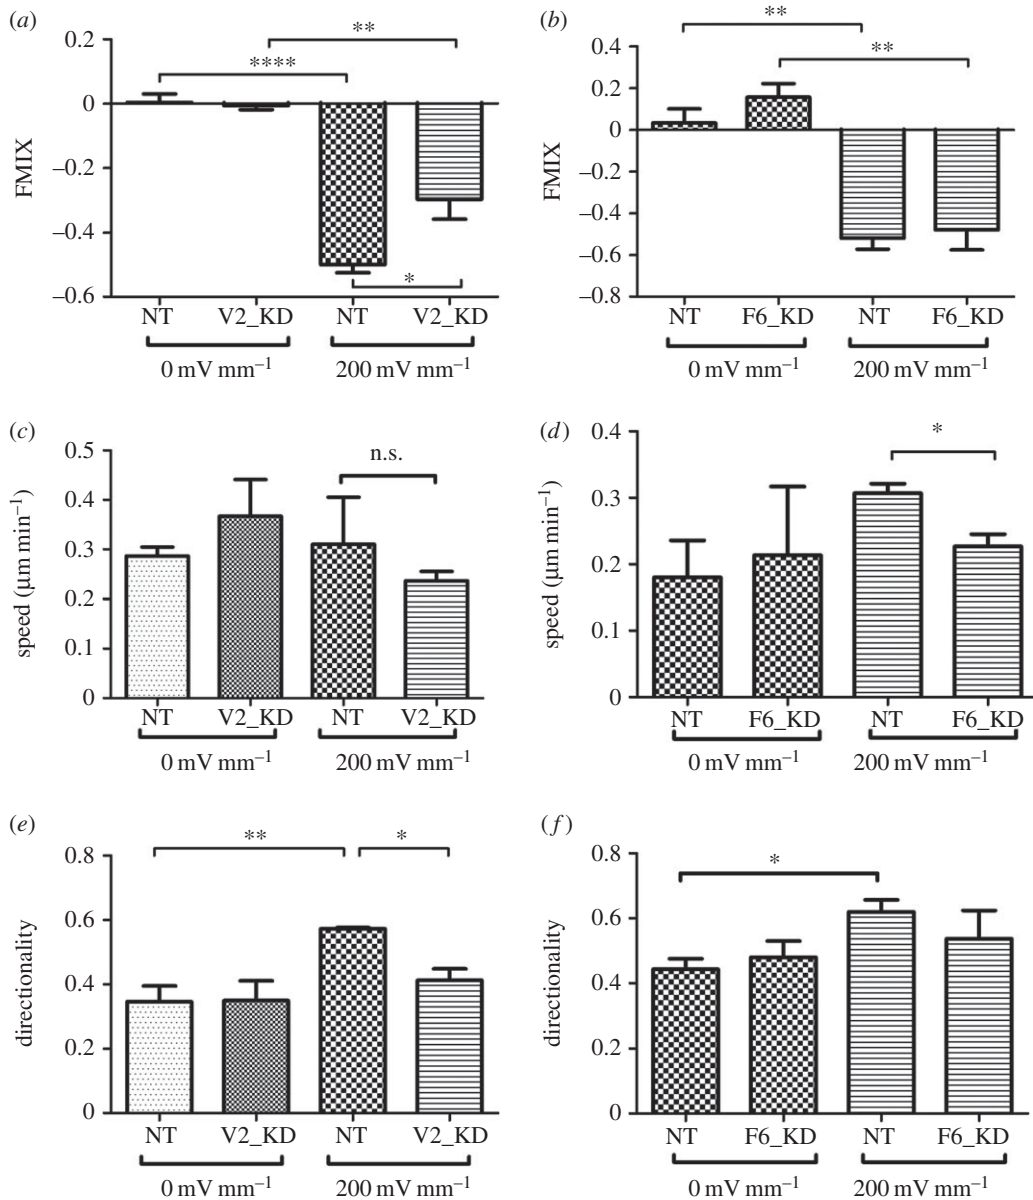 (a)
**
****
0.2
0
–0.2
–0.4
–0.6
FMIX
*
NT V2_KD NT V2_KD
0 mV mm⁻¹ 200 mV mm⁻¹
(b)
**
**
0.4
0.2
0
–0.2
–0.4
–0.6
–0.8
FMIX
NT F6_KD NT F6_KD
0 mV mm⁻¹ 200 mV mm⁻¹
(c)
n.s.
0.5
0.4
0.3
0.2
0.1
0
speed (μm min⁻¹)
NT V2_KD NT V2_KD
0 mV mm⁻¹ 200 mV mm⁻¹
(d)
*
0.4
0.3
0.2
0.1
0
speed (μm min⁻¹)
NT F6_KD NT F6_KD
0 mV mm⁻¹ 200 mV mm⁻¹
(e)
** *
0.8
0.6
0.4
0.2
0
directionality
NT V2_KD NT V2_KD
0 mV mm⁻¹ 200 mV mm⁻¹
(f)
*
0.8
0.6
0.4
0.2
0
directionality
NT F6_KD NT F6_KD
0 mV mm⁻¹ 200 mV mm⁻¹